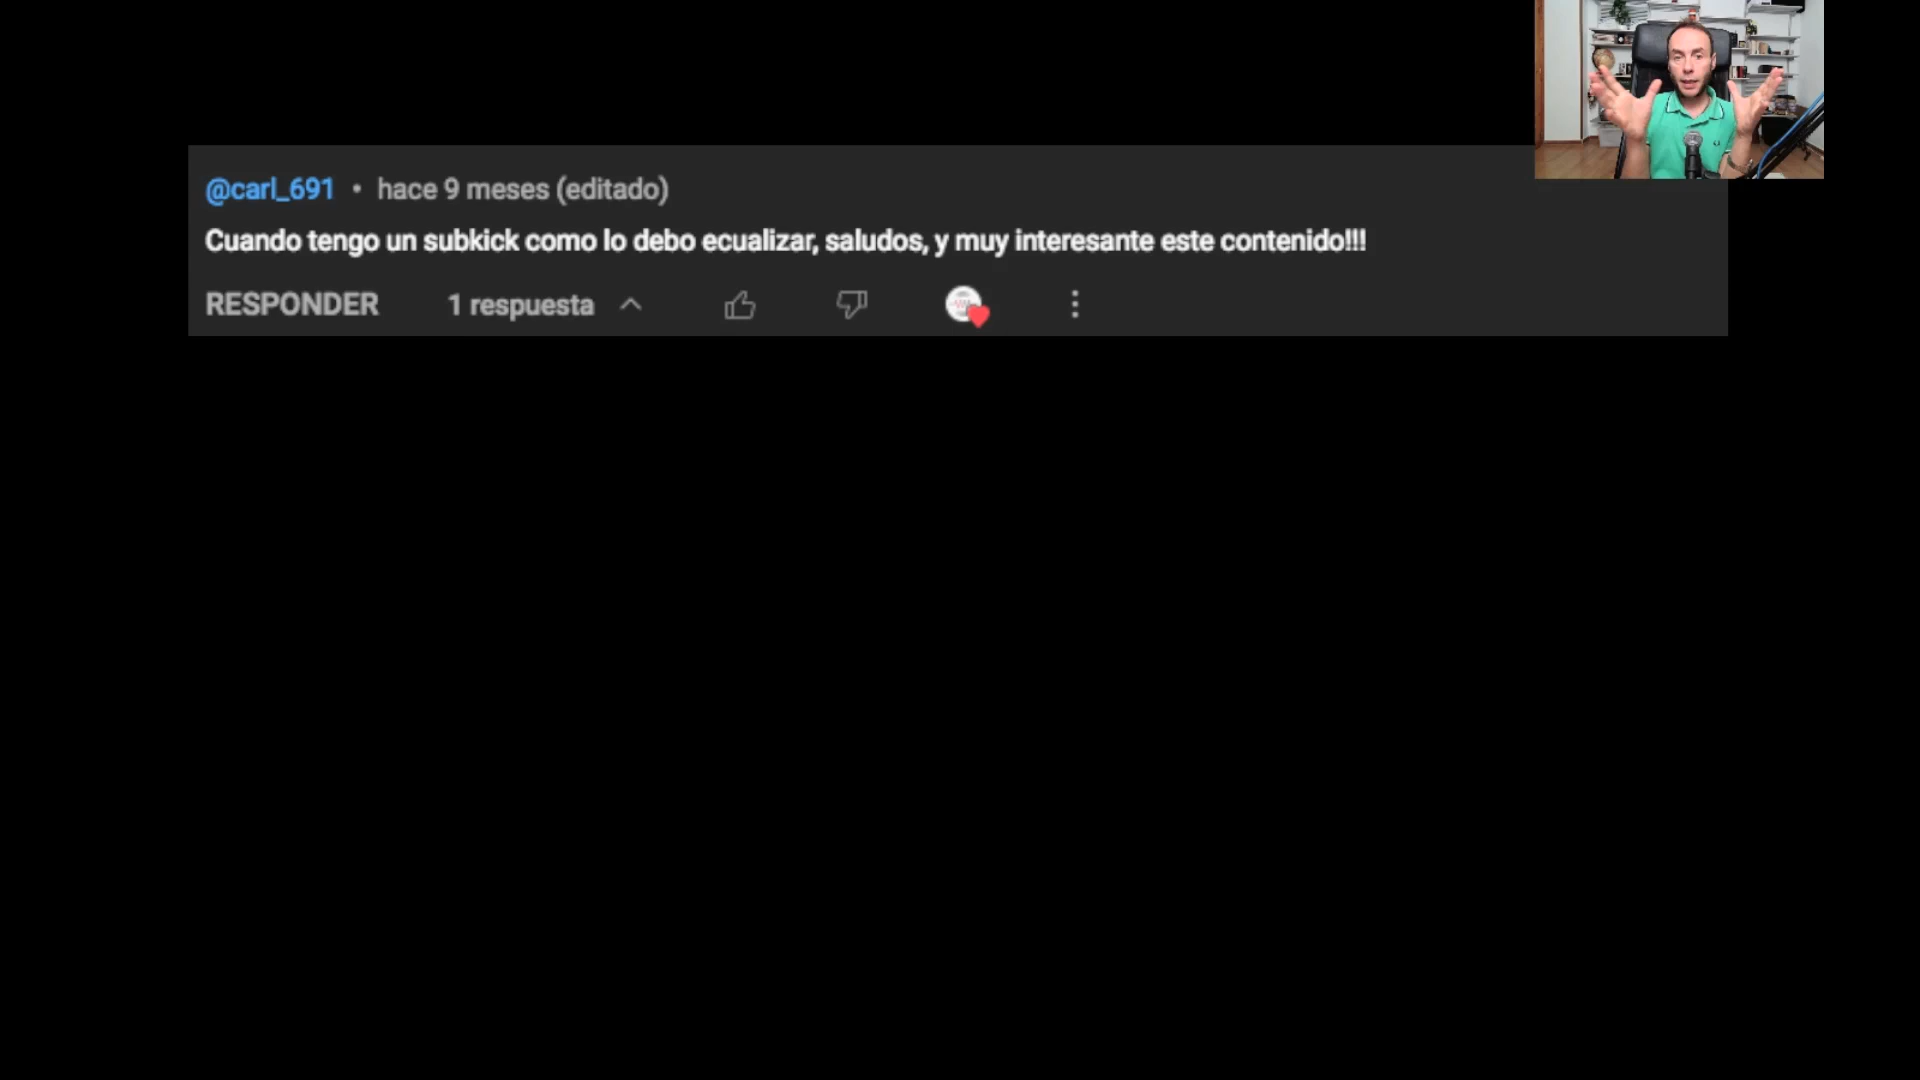 @carl_691 • hace 9 meses (editado)
Cuando tengo un subkick como lo debo ecualizar, saludos, y muy interesante este contenido!!!
RESPONDER 1 respuesta